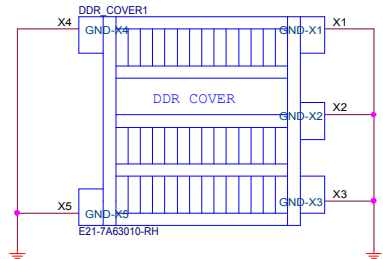 DDR_COVER1
X4
GND-X4
GND-X1
X1
DDR COVER
GND-X2
X2
X5
GND-X5
GND-X3
X3
E21-7A63010-RH